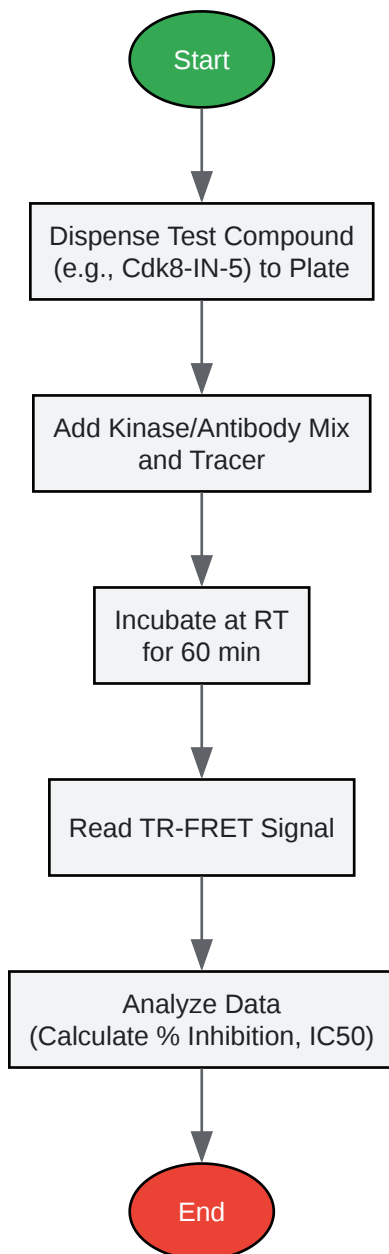 Start
Dispense Test Compound
(e.g., Cdk8-IN-5) to Plate
Add Kinase/Antibody Mix
and Tracer
Incubate at RT
for 60 min
Read TR-FRET Signal
Analyze Data
(Calculate % Inhibition, IC50)
End